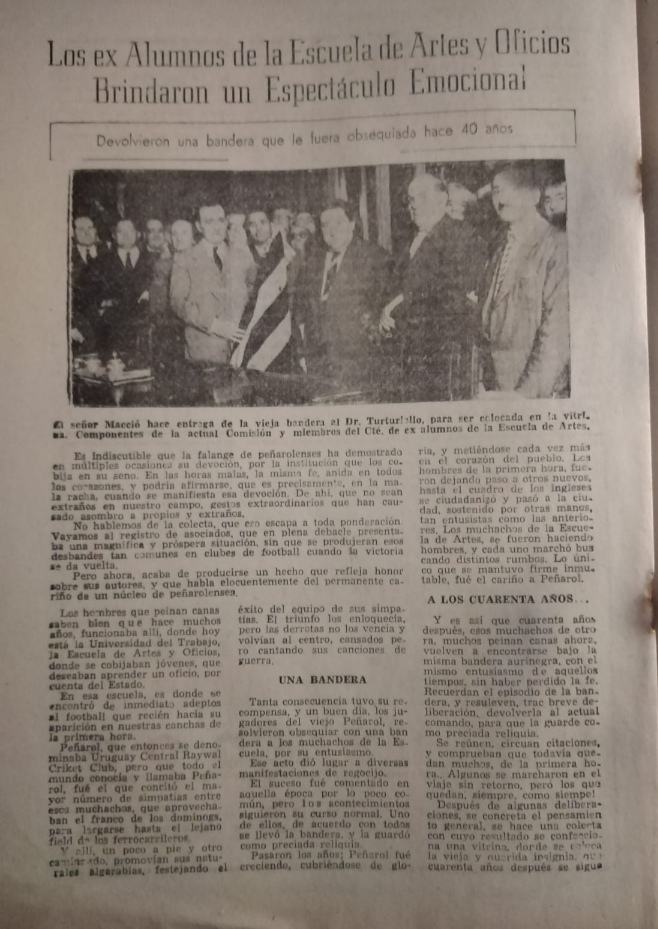 Los ex Alumnos de la Escuela de Artes y Oficios
Brindaron un Espectáculo Emocional
Devolvieron una bandera que le fuera obsequiada hace 40 años
El señor Macció hace entraga de la vieja bandera al Dr. Turturiello, para ser colocada en la vitri-
na. Componentes de la actual Comisión y miembros del Cté. de ex alumnos de la Escuela de Artes.
Es Indiscutible que la falange de peñarolenses ha demostrado
en múltiples ocasiones su devoción, por la institución que los co-
bija en su seno. En las horas malas, la misma fe, anida en todos
los corazones, y podría afirmarse, que es precisamente, en la ma-
la racha, cuando se manifiesta esa devoción. De ahí, que no sean
extraños en nuestro campo, gestos extraordinarios que han cau-
sado asombro a propios y extraños.
No hablemos de la colecta, que ero escapa a toda ponderación.
Vayamos al registro de asociados, que en plena debacle presenta-
ba una magnífica y próspera situación, sin que se produjeran esos
desbandes tan comunes en clubes de football cuando la victoria
se da vuelta.
Pero ahora, acaba de producirse un hecho que refleja honor
sobre sus autores, y que habla elocuentemente del permanente ca-
riño de un núcleo de peñarolenses.
Los hombres que peinan canas
saben bien que hace muchos
años, funcionaba allí, donde hoy
está la Universidad del Trabajo,
la Escuela de Artes y Oficios,
donde se cobijaban jóvenes, que
deseaban aprender un oficio, por
cuenta del Estado.
En esa escuela, es donde se
encontró de inmediato adeptos
al football que recién hacía su
aparición en nuestras canchas de
la primera hora.
Peñarol, que entonces se deno-
minaba Uruguay Central Raywal
Criket Club, pero que todo el
mundo conocía y llamaba Peña-
rol, fué el que concitó el ma-
yor número de simpatías entre
esos muchachos, que aprovecha-
ban el franco de los domingos,
para largarse hasta el lejano
field de los ferrocarrileros.
Y allí, un poco a pie y otro
caminando, promovían sus natu-
rales algarabías, festejando el
éxito del equipo de sus simpa-
tías. El triunfo los enloquecía,
pero las derrotas no los vencía y
volvían al centro, cansados pe-
ro cantando sus canciones de
guerra.
UNA BANDERA
Tanta consecuencia tuvo su re-
compensa, y un buen día, los ju-
gadores del viejo Peñarol, re-
solvieron obsequiar con una ban
dera a los muchachos de la Es-
cuela, por su entusiasmo.
Ese acto dió lugar a diversas
manifestaciones de regocijo.
El suceso fué comentado en
aquella época por lo poco co-
mún, pero los acontecimientos
siguieron su curso normal. Uno
de ellos, de acuerdo con todos
se llevó la bandera, y la guardó
como preciada reliquia.
Pasaron los años; Peñarol fué
creciendo, cubriéndose de glo-
ria, y metiéndose cada vez más
en el corazón del pueblo. Los
hombres de la primera hora, fue-
ron dejando paso a otros nuevos,
hasta el cuadro de los Ingleses
se ciudadanizó y pasó a la ciu-
dad, sostenido por otras manos,
tan entusistas como las anterio-
res. Los muchachos de la Escue-
la de Artes, se fueron haciendo
hombres, y cada uno marchó bus
cando distintos rumbos. Lo úni-
co que se mantuvo firme inmu-
table, fué el cariño a Peñarol.
A LOS CUARENTA AÑOS...
Y es así que cuarenta años
después, esos muchachos de otro
ra, muchos peinan canas ahora,
vuelven a encontrarse bajo la
misma bandera aurinegra, con el
mismo entusiasmo de aquellos
tiempos, sin haber perdido la fe.
Recuerdan el episodio de la ban-
dera, y resuleven, trac breve de-
liberación, devolverla al actual
comando, para que la guarde co-
mo preciada reliquia.
Se reúnen, circuan citaciones,
y comprueban que todavía que-
dan muchos, de la primera ho-
ra. Algunos se marcharon en el
viaje sin retorno, pero los que
quedan, siempre, como siempe!
Después de algunas delibera-
ciones, se concreta el pensamien
to general, se hace una colecta
con cuyo resultado se confeccio-
na una vitrina, donde se coloca
la vieja y querida insignia, que
cuarenta años después se sigue